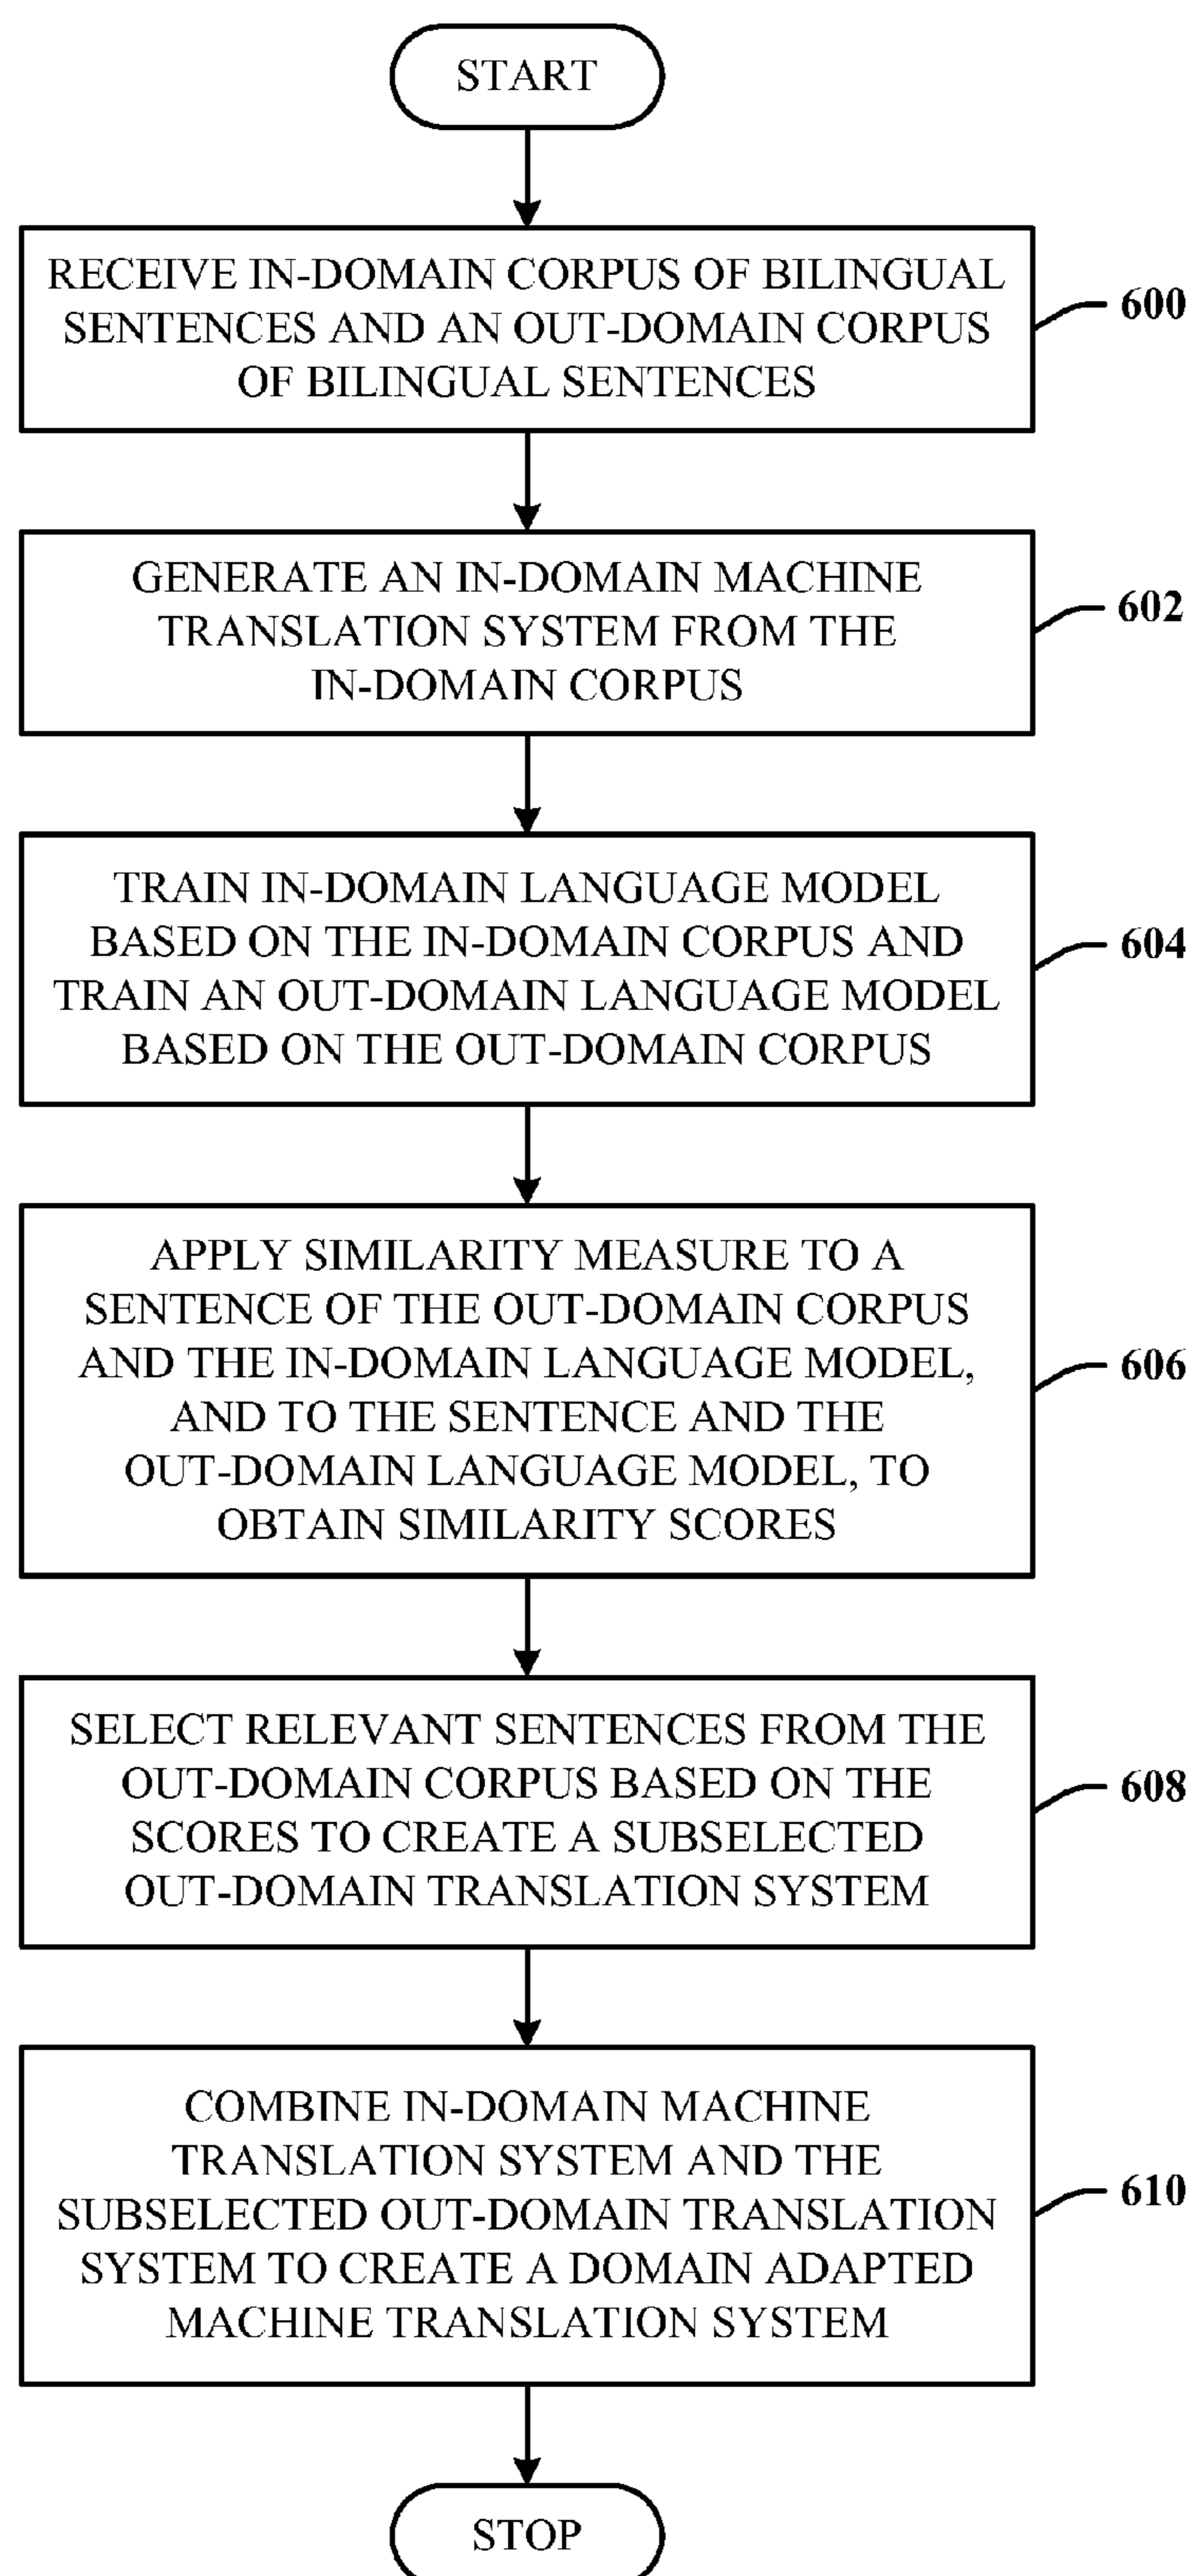 START
RECEIVE IN-DOMAIN CORPUS OF BILINGUAL
SENTENCES AND AN OUT-DOMAIN CORPUS
OF BILINGUAL SENTENCES
600
GENERATE AN IN-DOMAIN MACHINE
TRANSLATION SYSTEM FROM THE
IN-DOMAIN CORPUS
602
TRAIN IN-DOMAIN LANGUAGE MODEL
BASED ON THE IN-DOMAIN CORPUS AND
TRAIN AN OUT-DOMAIN LANGUAGE MODEL
BASED ON THE OUT-DOMAIN CORPUS
604
APPLY SIMILARITY MEASURE TO A
SENTENCE OF THE OUT-DOMAIN CORPUS
AND THE IN-DOMAIN LANGUAGE MODEL,
AND TO THE SENTENCE AND THE
OUT-DOMAIN LANGUAGE MODEL, TO
OBTAIN SIMILARITY SCORES
606
SELECT RELEVANT SENTENCES FROM THE
OUT-DOMAIN CORPUS BASED ON THE
SCORES TO CREATE A SUBSELECTED
OUT-DOMAIN TRANSLATION SYSTEM
608
COMBINE IN-DOMAIN MACHINE
TRANSLATION SYSTEM AND THE
SUBSELECTED OUT-DOMAIN TRANSLATION
SYSTEM TO CREATE A DOMAIN ADAPTED
MACHINE TRANSLATION SYSTEM
610
STOP